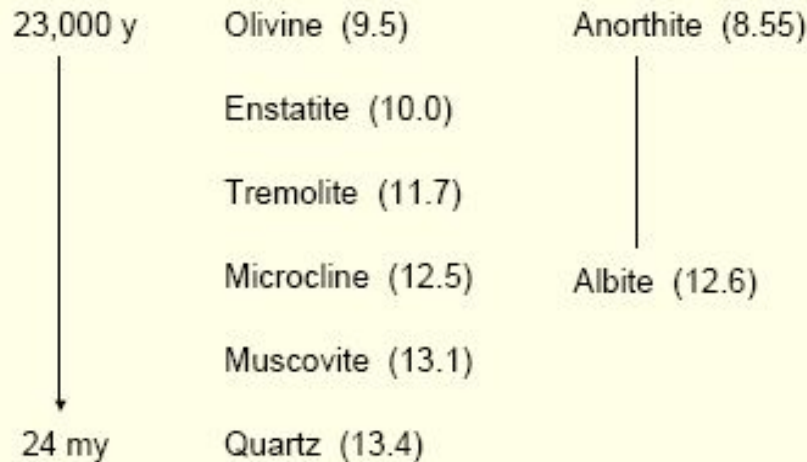 23,000 y Olivine (9.5) Anorthite (8.55)
Enstatite (10.0)
Tremolite (11.7)
Microcline (12.5) Albite (12.6)
Muscovite (13.1)
24 my Quartz (13.4)